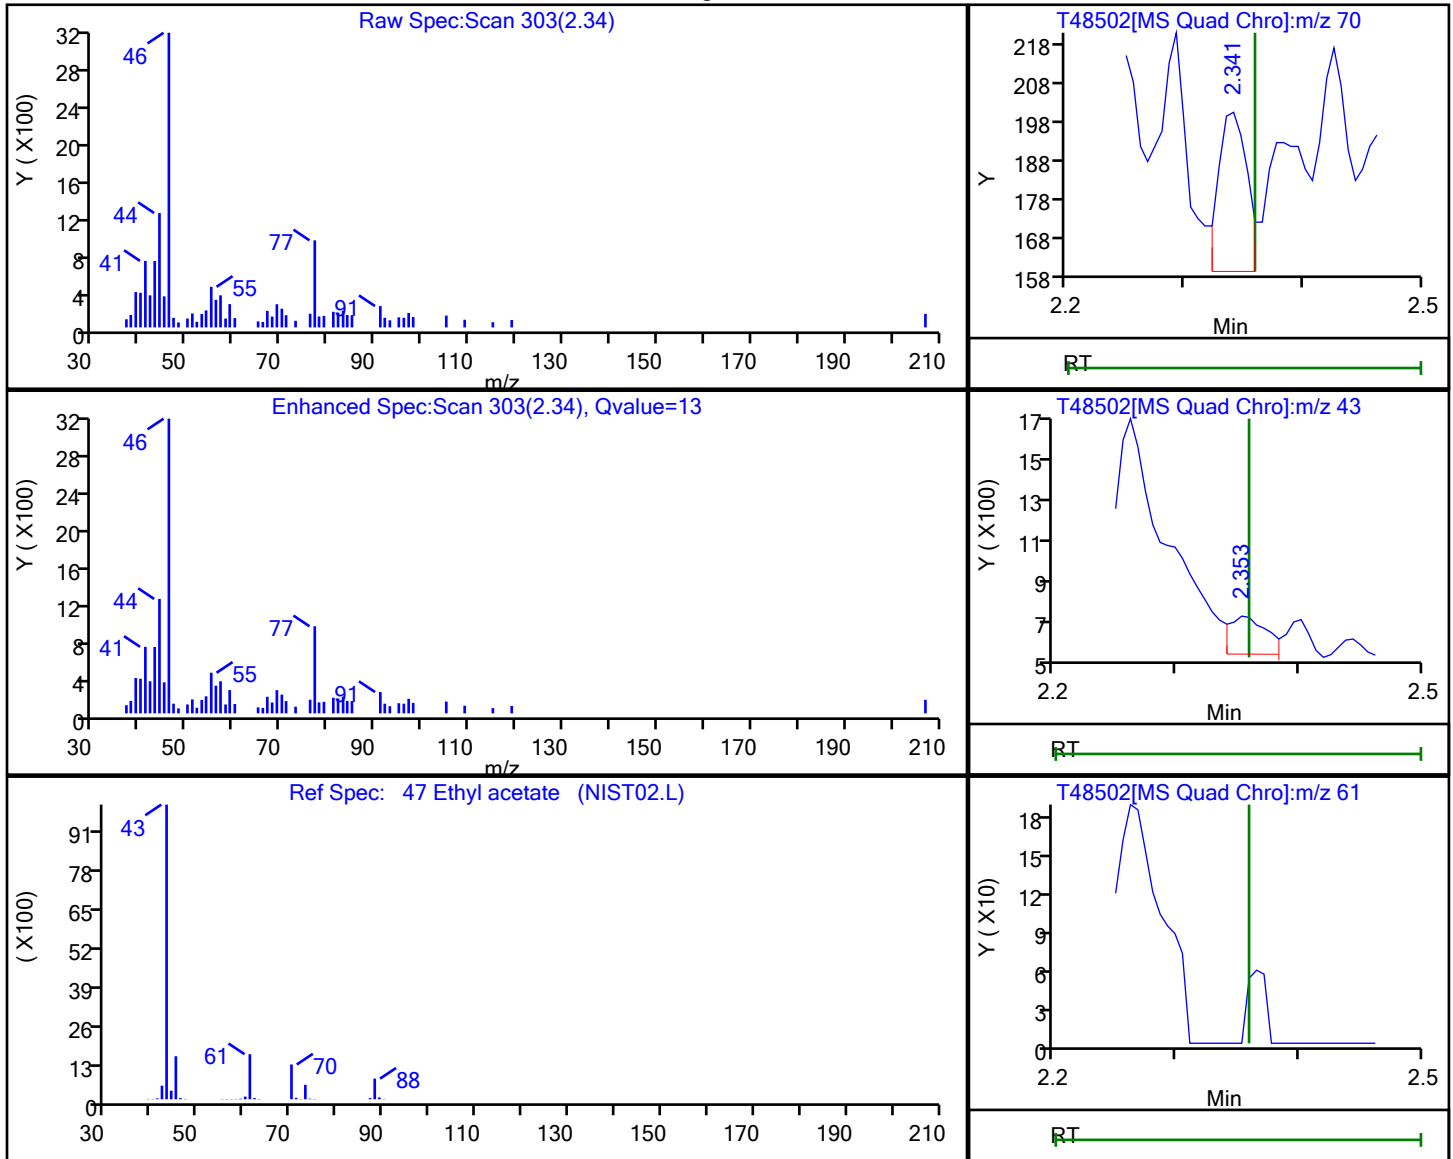 Raw Spec:Scan 303(2.34)
Y ( X100)
32
28
24
20
16
12
8
4
0
46
44
41
55
77
91
30 50 70 90 110 130 150 170 190 210
m/z
T48502[MS Quad Chro]:m/z 70
Y
218
208
198
188
178
168
158
2.341
2.2 2.5
Min
RT
Enhanced Spec:Scan 303(2.34), Qvalue=13
Y ( X100)
32
28
24
20
16
12
8
4
0
46
44
41
55
77
91
30 50 70 90 110 130 150 170 190 210
m/z
T48502[MS Quad Chro]:m/z 43
Y ( X100)
17
15
13
11
9
7
5
2.353
2.2 2.5
Min
RT
Ref Spec: 47 Ethyl acetate (NIST02.L)
( X100)
91
78
65
52
39
26
13
0
43
61
70
88
30 50 70 90 110 130 150 170 190 210
T48502[MS Quad Chro]:m/z 61
Y ( X10)
18
15
12
9
6
3
0
2.2 2.5
Min
RT